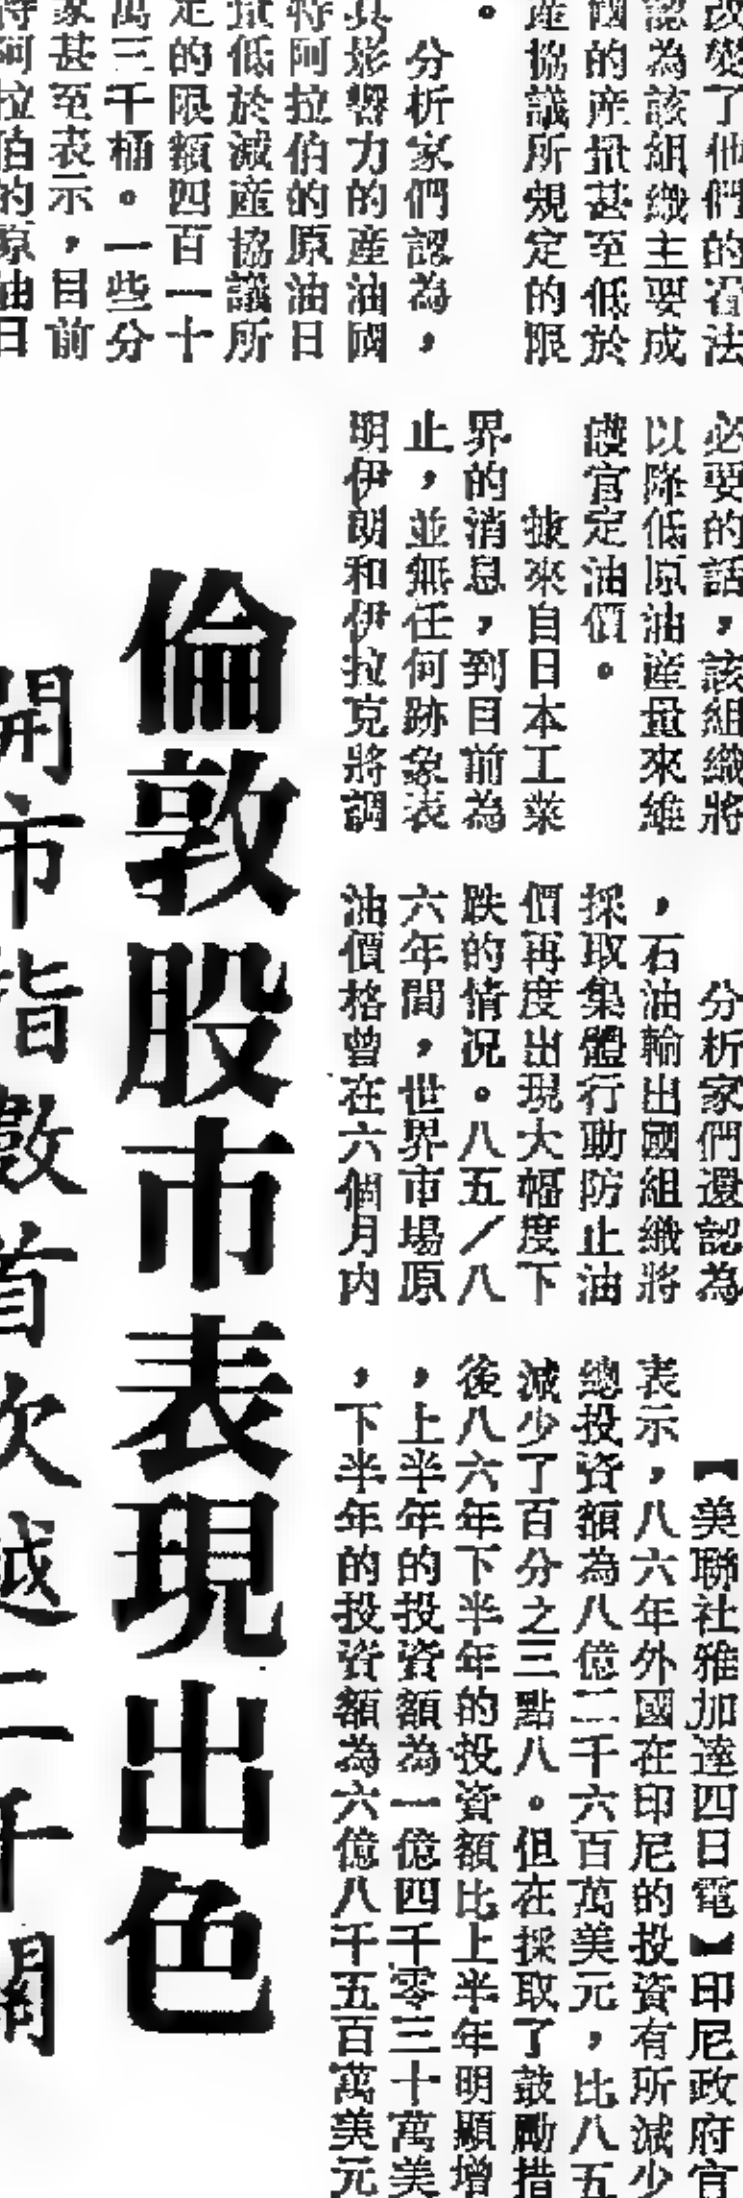 改變了他們的看法
認為該組織主要成
國的産量甚至低於
産協議所規定的限
。
分析家們認為，
具影響力的産油國
特阿拉伯的原油日
量低於減産協議所
定的限額四百一十
萬三千桶。一些分
家甚至表示，目前
特阿拉伯的原油日
必要的話，該組織將
以降低原油産量來維
護官定油價。
據來自日本工業
界的消息，到目前為
止，並無任何跡象表
明伊朗和伊拉克將調
分析家們還認為
，石油輸出國組織將
採取集體行動防止油
價再度出現大幅度下
跌的情況。八五／八
六年間，世界市場原
油價格曾在六個月內
【美聯社雅加達四日電】印尼政府官
表示，八六年外國在印尼的投資有所減少
總投資額為八億二千六百萬美元，比八五
減少了百分之三點八。但在採取了鼓勵措
後八六年下半年的投資額比上半年明顯增
，上半年的投資額為一億四千零三十萬美
，下半年的投資額為六億八千五百萬美元
倫敦股市表現出色
開市指數首次越二千關